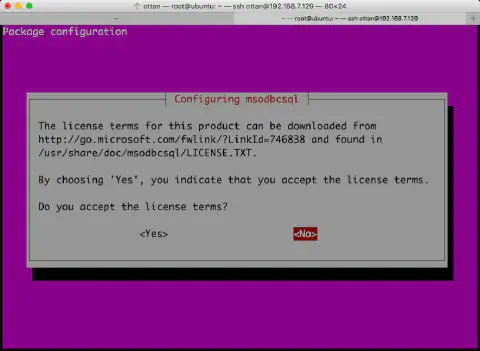 ottan — root@ubuntu: ~ — ssh ottan@192.168.7.129 — 80×24
~
~ — root@ubuntu: ~ — ssh ottan@192.168.7.129
+
Package configuration
Configuring msodbcsql
The license terms for this product can be downloaded from
http://go.microsoft.com/fwlink/?LinkId=746838 and found in
/usr/share/doc/msodbcsql/LICENSE.TXT.
By choosing 'Yes', you indicate that you accept the license terms.
Do you accept the license terms?
<Yes> <No>